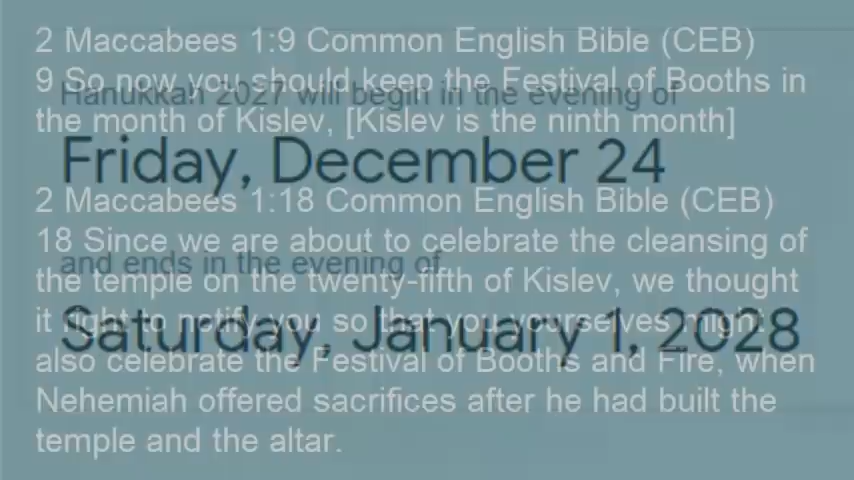 2 Maccabees 1:9 Common English Bible (CEB)
9 So now you should keep the Festival of Booths in
the month of Kislev, [Kislev is the ninth month]
2 Maccabees 1:18 Common English Bible (CEB)
18 Since we are about to celebrate the cleansing of
the temple on the twenty-fifth of Kislev, we thought
it right to notify you so that you yourselves might
also celebrate the Festival of Booths and Fire, when
Nehemiah offered sacrifices after he had built the
temple and the altar.
Hanukkah 2027 will begin in the evening of
Friday, December 24
and ends in the evening of
Saturday, January 1, 2028